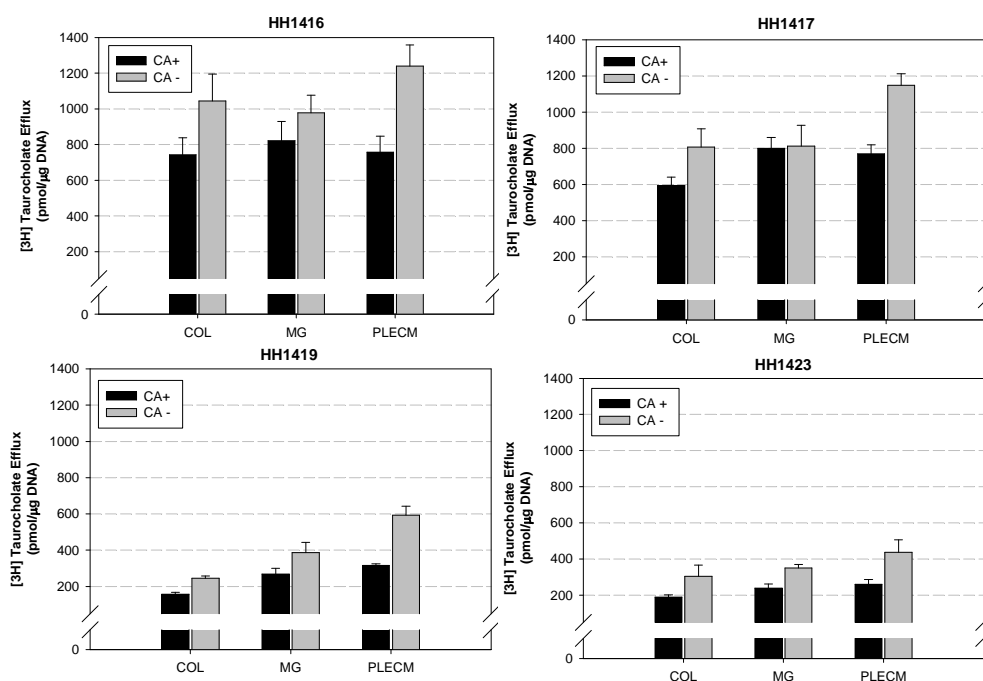 HH1416
[3H] Taurocholate Efflux
(pmol/µg DNA)
1400
1200
1000
800
600
400
200
0
CA+
CA -
COL
MG
PLECM
HH1417
[3H] Taurocholate Efflux
(pmol/µg DNA)
1400
1200
1000
800
600
400
200
0
CA+
CA -
COL
MG
PLECM
HH1419
[3H] Taurocholate Efflux
(pmol/µg DNA)
1400
1200
1000
800
600
400
200
0
CA+
CA -
COL
MG
PLECM
HH1423
[3H] Taurocholate Efflux
(pmol/µg DNA)
1400
1200
1000
800
600
400
200
0
CA +
CA -
COL
MG
PLECM